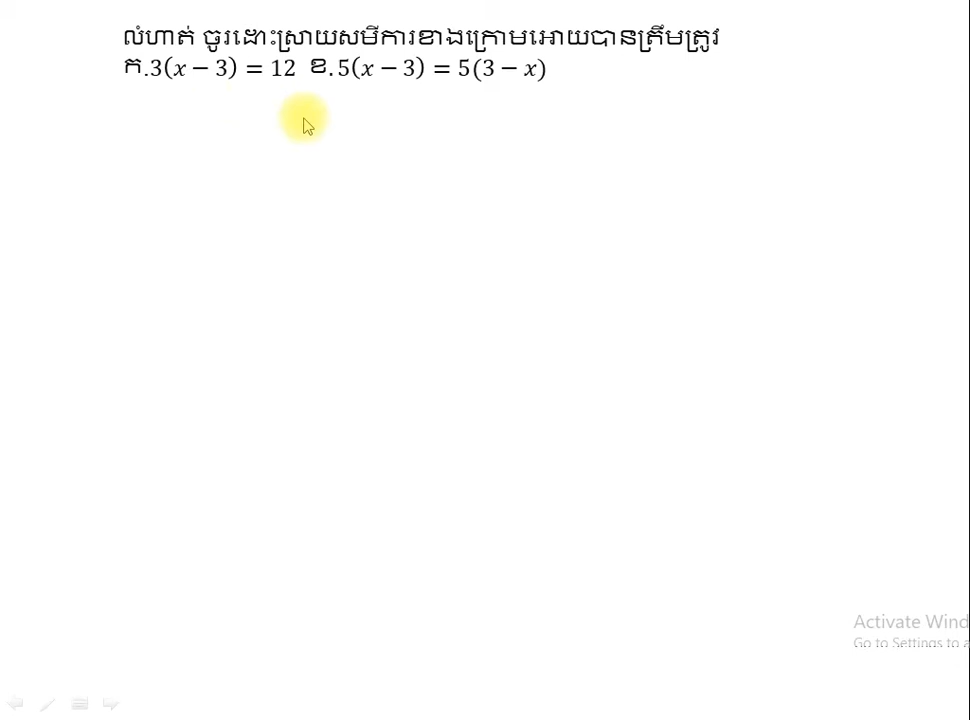 លំហាត់ ចូរដោះស្រាយសមីការខាងក្រោមអោយបានត្រឹមត្រូវ
ក.3(x − 3) = 12 ខ.5(x − 3) = 5(3 − x)
Activate Wind
Go to Settings to a